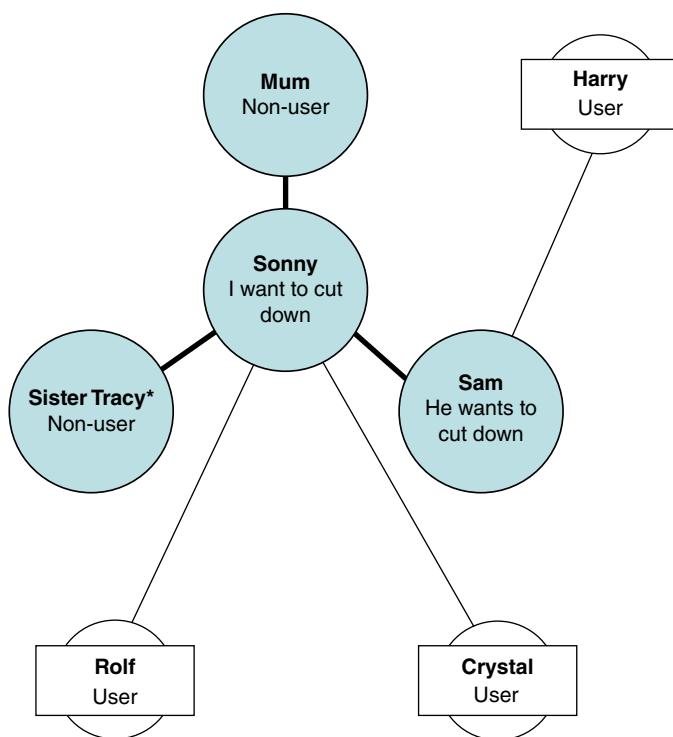 Mum
Non-user
Harry
User
Sonny
I want to cut
down
Sister Tracy*
Non-user
Sam
He wants to
cut down
Rolf
User
Crystal
User